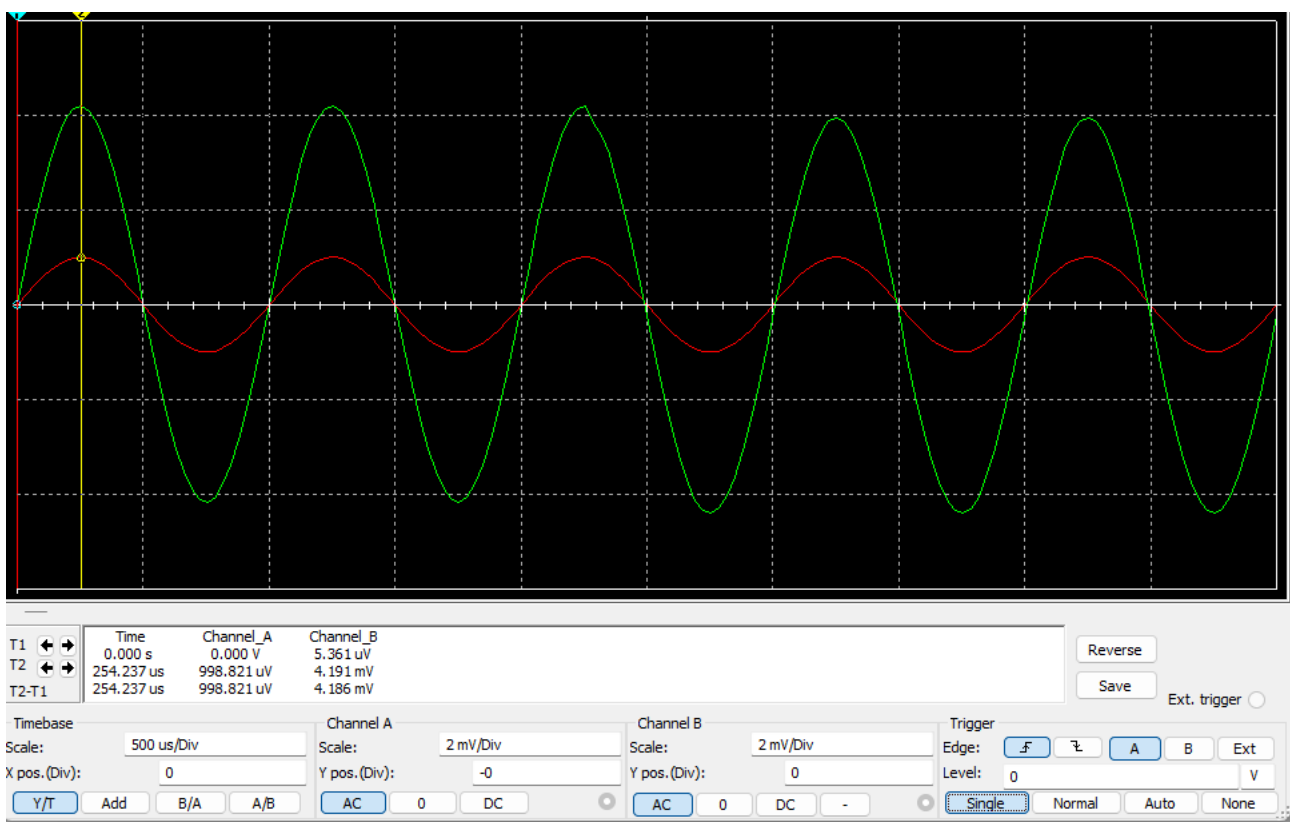 Time Channel_A Channel_B
T1 0.000 s 0.000 V 5.361 uV
T2 254.237 us 998.821 uV 4.191 mV
T2-T1 254.237 us 998.821 uV 4.186 mV
Reverse
Save
Ext. trigger
Timebase
Scale: 500 us/Div
X pos.(Div): 0
Y/T Add B/A A/B
Channel A
Scale: 2 mV/Div
Y pos.(Div): -0
AC 0 DC
Channel B
Scale: 2 mV/Div
Y pos.(Div): 0
AC 0 DC -
Trigger
Edge: A B Ext
Level: 0 V
Single Normal Auto None